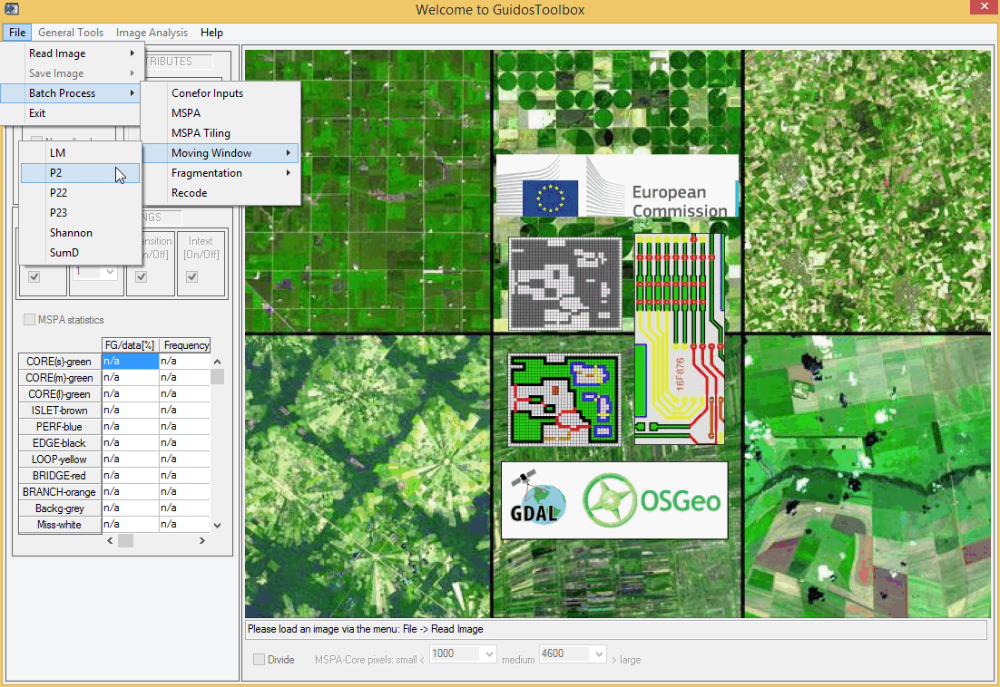 Welcome to GuidosToolbox
File General Tools Image Analysis Help
Read Image
Save Image
Batch Process
Exit
TRIBUTES
Conefor Inputs
MSPA
MSPA Tiling
Moving Window
Fragmentation
Recode
LM
P2
P22
P23
Shannon
SumD
NGS
ansition
n/Off]
Intext
[On/Off]
1
MSPA statistics
FG/data[%] Frequency
CORE(s)-green n/a n/a
CORE(m)-green n/a n/a
CORE(l)-green n/a n/a
ISLET-brown n/a n/a
PERF-blue n/a n/a
EDGE-black n/a n/a
LOOP-yellow n/a n/a
BRIDGE-red n/a n/a
BRANCH-orange n/a n/a
Backg-grey n/a n/a
Miss-white n/a n/a
European
Commission
16F876
GDAL
OSGeo
Please load an image via the menu: File -> Read Image
Divide MSPA-Core pixels: small < 1000 medium 4600 > large